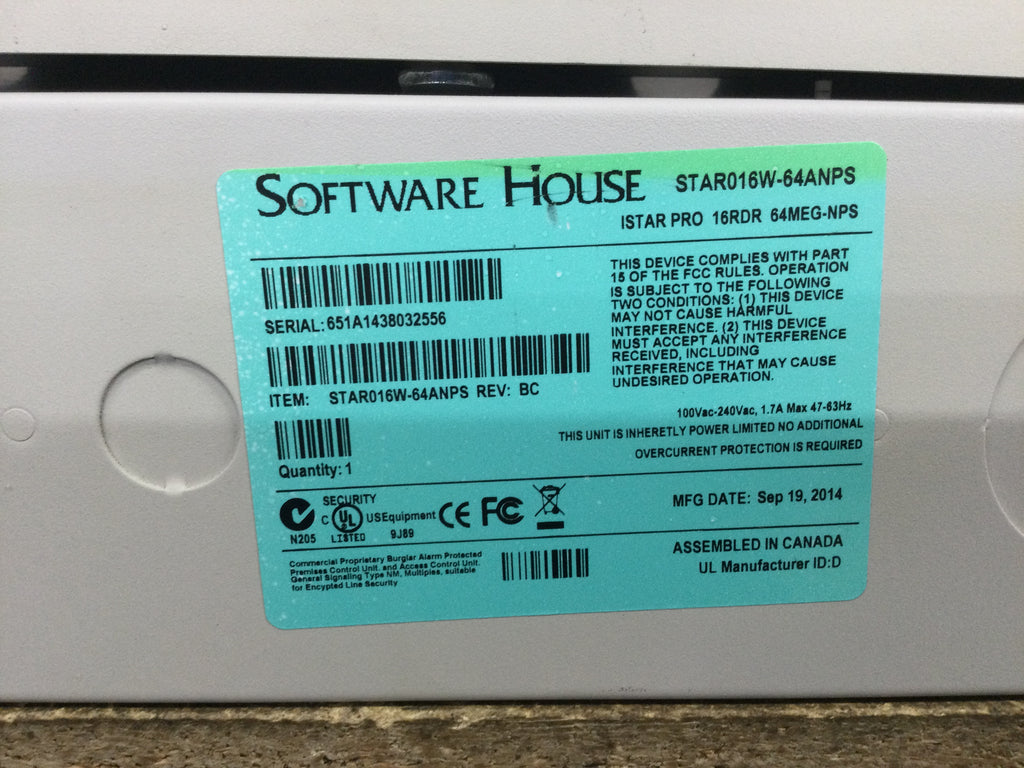 SOFTWARE HOUSE
STAR016W-64ANPS
ISTAR PRO 16RDR 64MEG-NPS
SERIAL: 651A1438032556
ITEM: STAR016W-64ANPS REV: BC
Quantity: 1
THIS DEVICE COMPLIES WITH PART
15 OF THE FCC RULES. OPERATION
IS SUBJECT TO THE FOLLOWING
TWO CONDITIONS: (1) THIS DEVICE
MAY NOT CAUSE HARMFUL
INTERFERENCE. (2) THIS DEVICE
MUST ACCEPT ANY INTERFERENCE
RECEIVED, INCLUDING
INTERFERENCE THAT MAY CAUSE
UNDESIRED OPERATION.
100Vac-240Vac, 1.7A Max 47-63Hz
THIS UNIT IS INHERETLY POWER LIMITED NO ADDITIONAL
OVERCURRENT PROTECTION IS REQUIRED
SECURITY
C UL US Equipment CE FC
N205 LISTED 9J89
MFG DATE: Sep 19, 2014
Commercial Proprietary Burglar Alarm Protected
Premises Control Unit. and Access Control Unit.
General Signaling Type NM, Multiplex, suitable
for Encypted Line Security
ASSEMBLED IN CANADA
UL Manufacturer ID:D